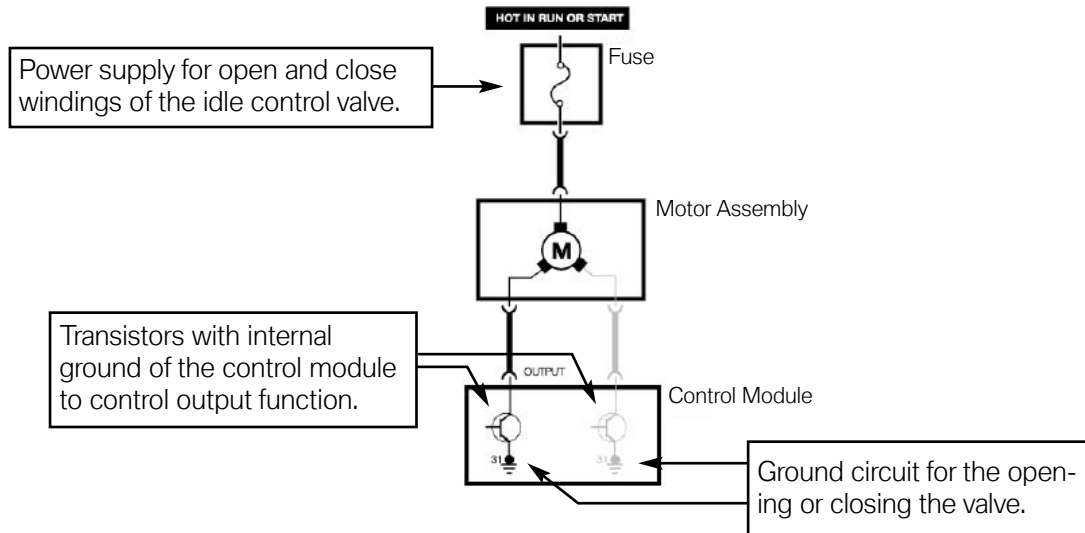 HOT IN RUN OR START
Fuse
Power supply for open and close
windings of the idle control valve.
Motor Assembly
M
Transistors with internal
ground of the control module
to control output function.
OUTPUT
Control Module
31
31
Ground circuit for the open-
ing or closing the valve.